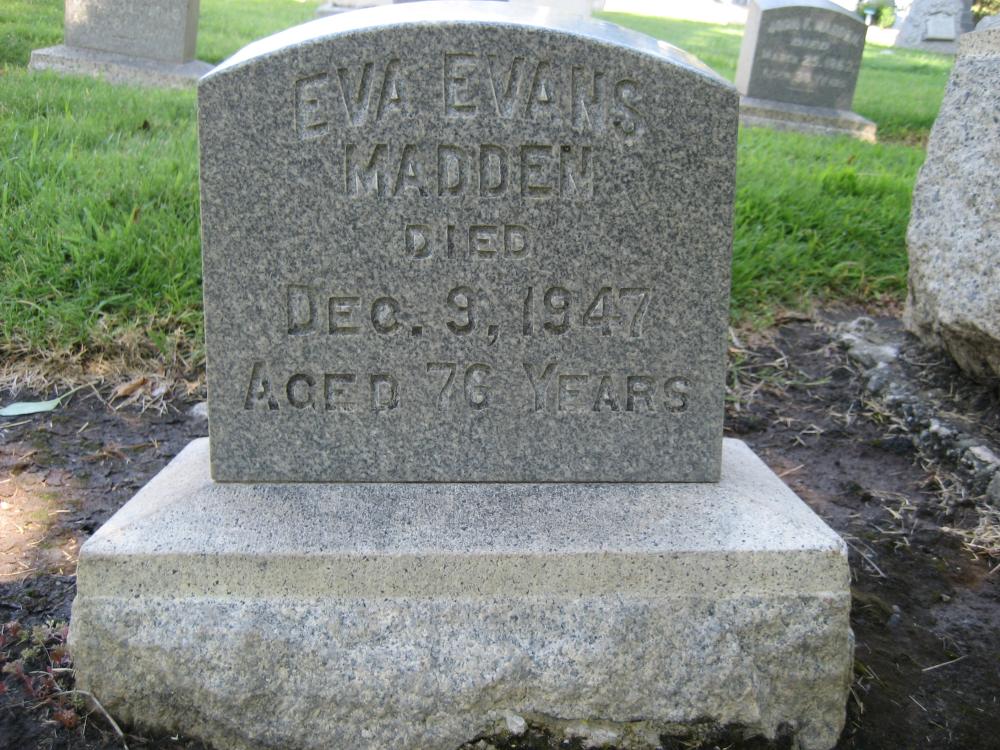 EVA EVANS
MADDEN
DIED
DEC. 9, 1947
AGED 76 YEARS